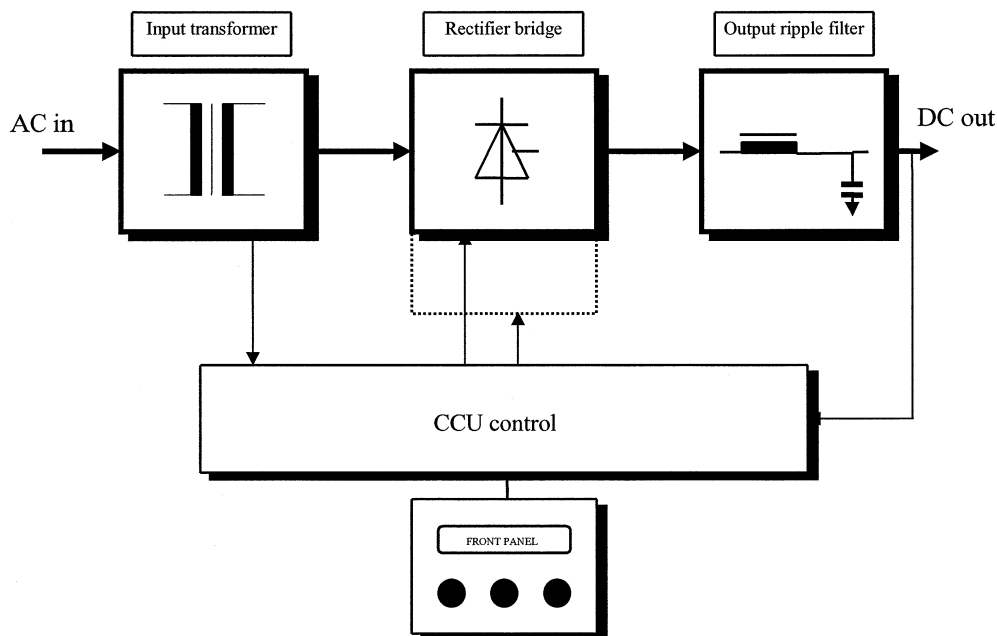 Input transformer
Rectifier bridge
Output ripple filter
AC in
DC out
CCU control
FRONT PANEL